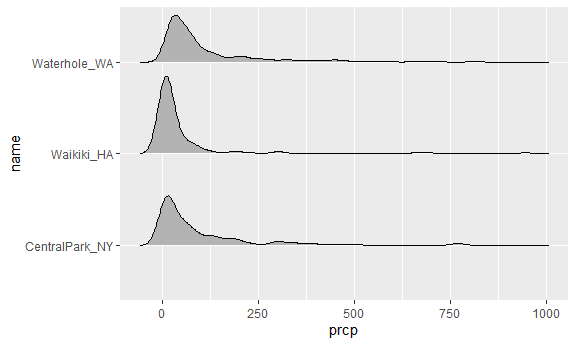 Waterhole_WA
Waikiki_HA
CentralPark_NY
name
0 250 500 750 1000
prcp